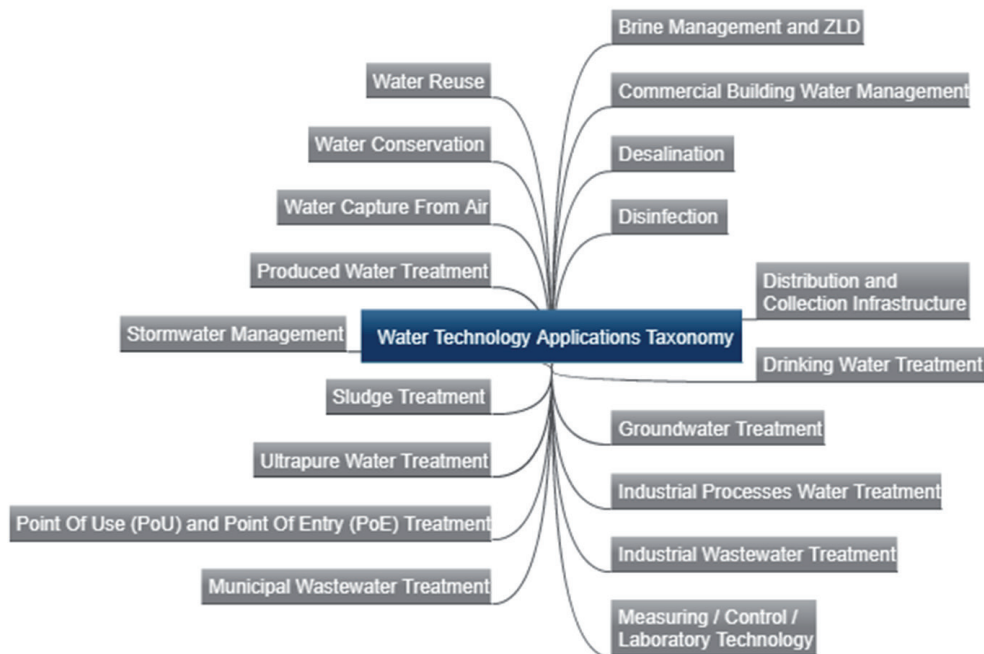 Brine Management and ZLD
Water Reuse
Commercial Building Water Management
Water Conservation
Desalination
Water Capture From Air
Disinfection
Produced Water Treatment
Distribution and
Collection Infrastructure
Stormwater Management
Water Technology Applications Taxonomy
Drinking Water Treatment
Sludge Treatment
Groundwater Treatment
Ultrapure Water Treatment
Industrial Processes Water Treatment
Point Of Use (PoU) and Point Of Entry (PoE) Treatment
Industrial Wastewater Treatment
Municipal Wastewater Treatment
Measuring / Control /
Laboratory Technology